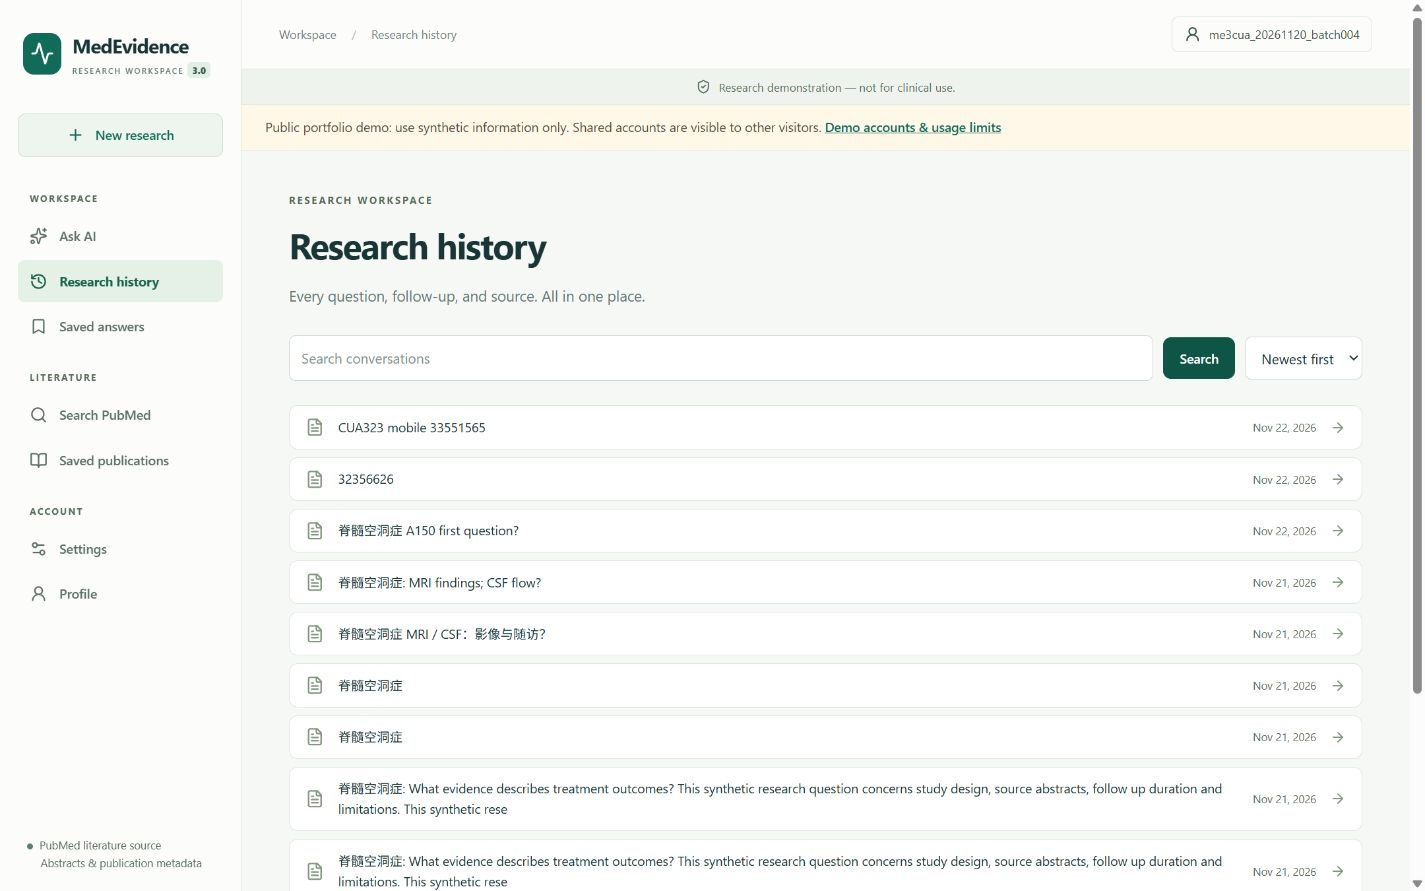 MedEvidence
RESEARCH WORKSPACE 3.0
New research
WORKSPACE
Ask AI
Research history
Saved answers
LITERATURE
Search PubMed
Saved publications
ACCOUNT
Settings
Profile
PubMed literature source
Abstracts & publication metadata
Workspace / Research history
me3cua_20261120_batch004
Research demonstration — not for clinical use.
Public portfolio demo: use synthetic information only. Shared accounts are visible to other visitors. Demo accounts & usage limits
RESEARCH WORKSPACE
Research history
Every question, follow-up, and source. All in one place.
Search conversations
Search
Newest first
CUA323 mobile 33551565 Nov 22, 2026
32356626 Nov 22, 2026
脊髓空洞症 A150 first question? Nov 22, 2026
脊髓空洞症: MRI findings; CSF flow? Nov 21, 2026
脊髓空洞症 MRI / CSF：影像与随访？ Nov 21, 2026
脊髓空洞症 Nov 21, 2026
脊髓空洞症 Nov 21, 2026
脊髓空洞症: What evidence describes treatment outcomes? This synthetic research question concerns study design, source abstracts, follow up duration and
limitations. This synthetic rese
Nov 21, 2026
脊髓空洞症: What evidence describes treatment outcomes? This synthetic research question concerns study design, source abstracts, follow up duration and
limitations. This synthetic rese
Nov 21, 2026